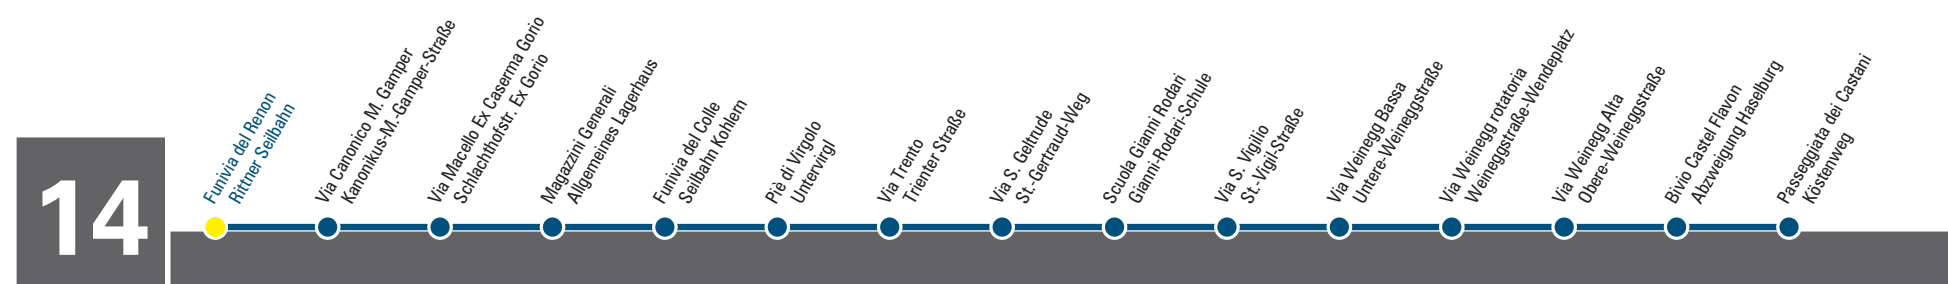 14
Funivia del Renon
Rittner Seilbahn
Via Canonico M. Gamper
Kanonikus-M.-Gamper-Straße
Via Macello Ex Caserma Gorio
Schlachthofstr. Ex Gorio
Magazzini Generali
Allgemeines Lagerhaus
Funivia del Colle
Seilbahn Kohlern
Piè di Virgolo
Untervirgl
Via Trento
Trienter Straße
Via S. Geltrude
St.-Gertraud-Weg
Scuola Gianni Rodari
Gianni-Rodari-Schule
Via S. Vigilio
St.-Vigil-Straße
Via Weinegg Bassa
Untere-Weineggstraße
Via Weinegg rotatoria
Weineggstraße-Wendeplatz
Via Weinegg Alta
Obere-Weineggstraße
Bivio Castel Flavon
Abzweigung Haselburg
Passeggiata dei Castani
Köstenweg